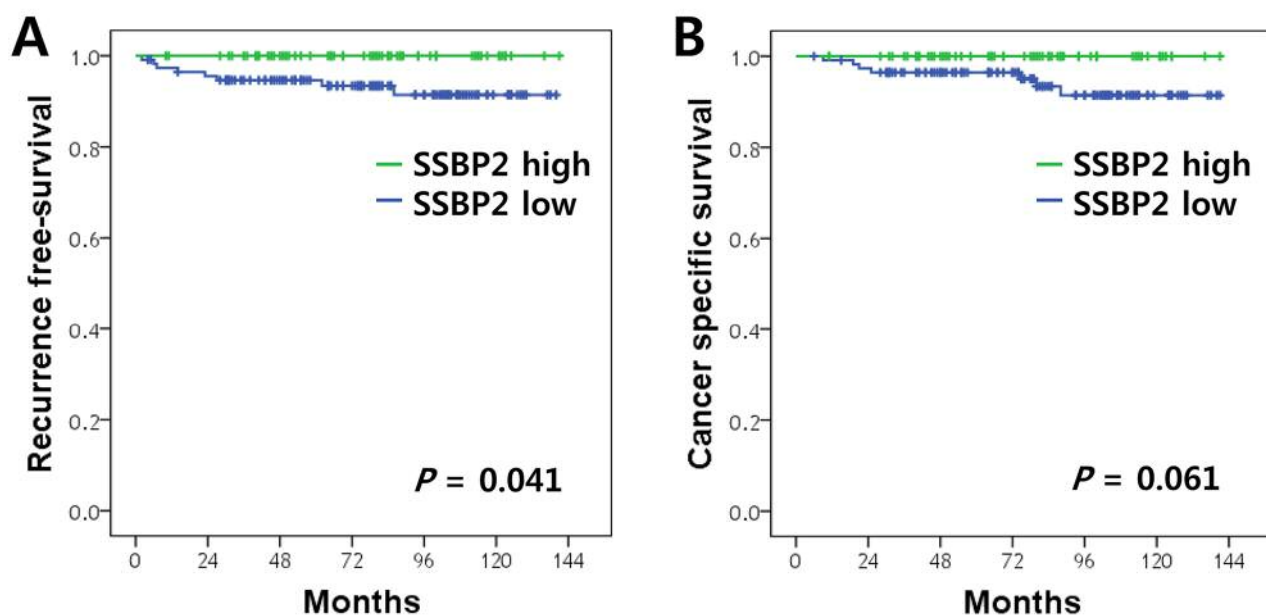 A
Recurrence free-survival
1.0
0.8
0.6
0.4
0.2
0.0
SSBP2 high
SSBP2 low
P = 0.041
0 24 48 72 96 120 144
Months
B
Cancer specific survival
1.0
0.8
0.6
0.4
0.2
0.0
SSBP2 high
SSBP2 low
P = 0.061
0 24 48 72 96 120 144
Months